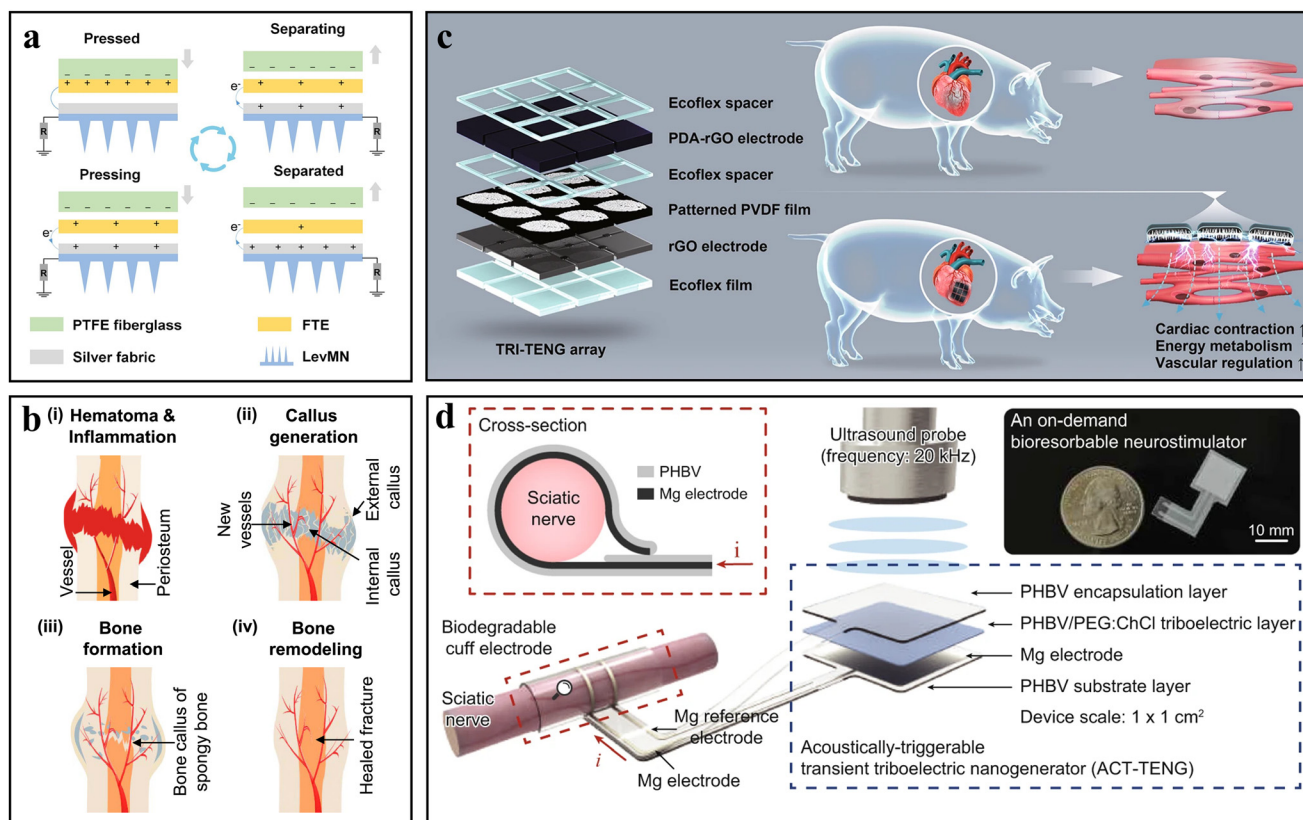 a
Pressed
Separating
− − − − − −
+ + + + + +
− − − − −
+ + +
e-
+ + +
R
R
Pressing
Separated
− − − − −
+ + +
e-
+ + +
− − − − −
+
e-
+ + + + +
R
R
PTFE fiberglass
FTE
Silver fabric
LevMN
c
Ecoflex spacer
PDA-rGO electrode
Ecoflex spacer
Patterned PVDF film
rGO electrode
Ecoflex film
TRI-TENG array
Cardiac contraction ↑
Energy metabolism ↑
Vascular regulation ↑
b
(i) Hematoma &
Inflammation
Vessel
Periosteum
(ii) Callus
generation
New
vessels
External
callus
Internal
callus
(iii) Bone
formation
Bone callus of
spongy bone
(iv) Bone
remodeling
Healed fracture
d
Cross-section
PHBV
Mg electrode
Sciatic
nerve
i
Ultrasound probe
(frequency: 20 kHz)
An on-demand
bioresorbable neurostimulator
10 mm
Biodegradable
cuff electrode
Sciatic
nerve
Mg reference
electrode
i
Mg electrode
PHBV encapsulation layer
PHBV/PEG:ChCl triboelectric layer
Mg electrode
PHBV substrate layer
Device scale: 1 x 1 cm²
Acoustically-triggerable
transient triboelectric nanogenerator (ACT-TENG)